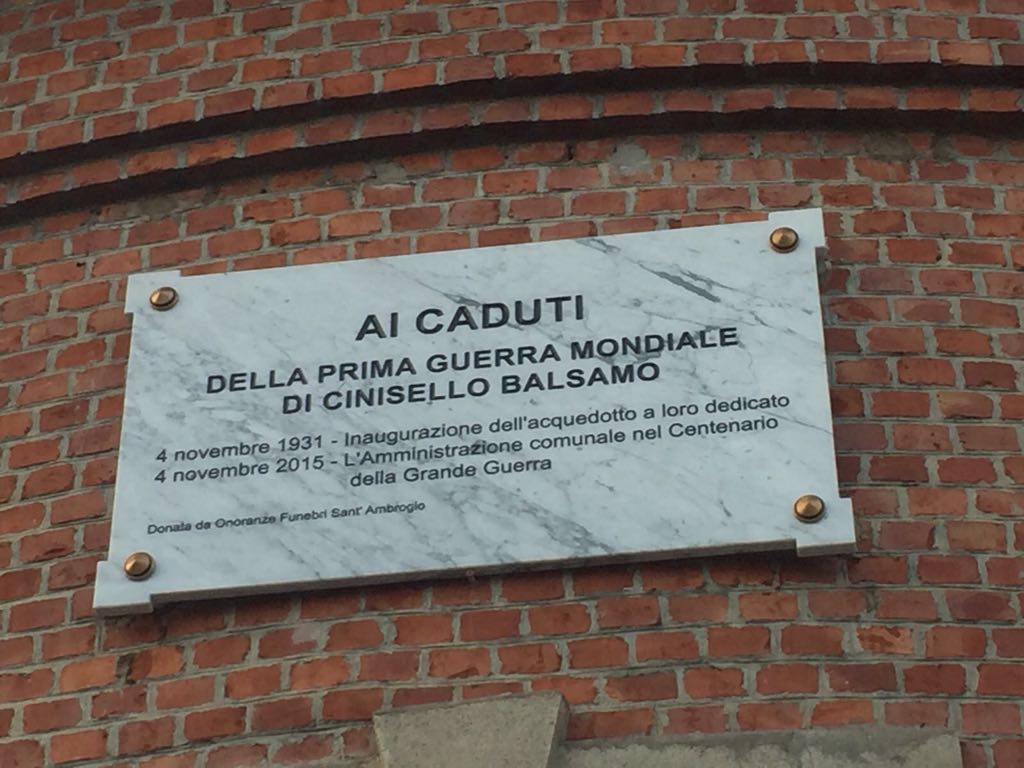 AI CADUTI
DELLA PRIMA GUERRA MONDIALE
DI CINISELLO BALSAMO
4 novembre 1931 - Inaugurazione dell'acquedotto a loro dedicato
4 novembre 2015 - L'Amministrazione comunale nel Centenario
della Grande Guerra
Donata da Onoranze Funebri Sant' Ambrogio